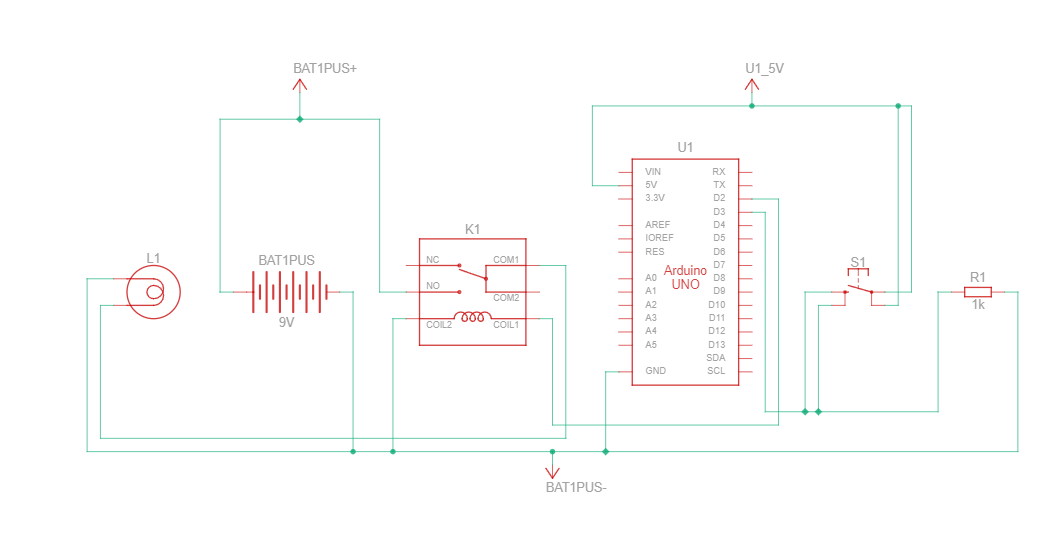 BAT1PUS+
U1_5V
U1
VIN
RX
5V
TX
3.3V
D2
D3
AREF
D4
IOREF
D5
RES
D6
D7
Arduino
UNO
A0
D8
A1
D9
A2
D10
A3
D11
A4
D12
A5
D13
SDA
GND
SCL
K1
NC
COM1
NO
COM2
COIL2
COIL1
L1
BAT1PUS
9V
S1
R1
1k
BAT1PUS-